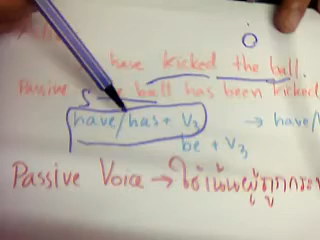 have kicked the ball.
Passive ball has been kicked
S
O
have/has + V3 → have/
be + V3
Passive Voice → ใช้เน้นผู้ถูกกระ